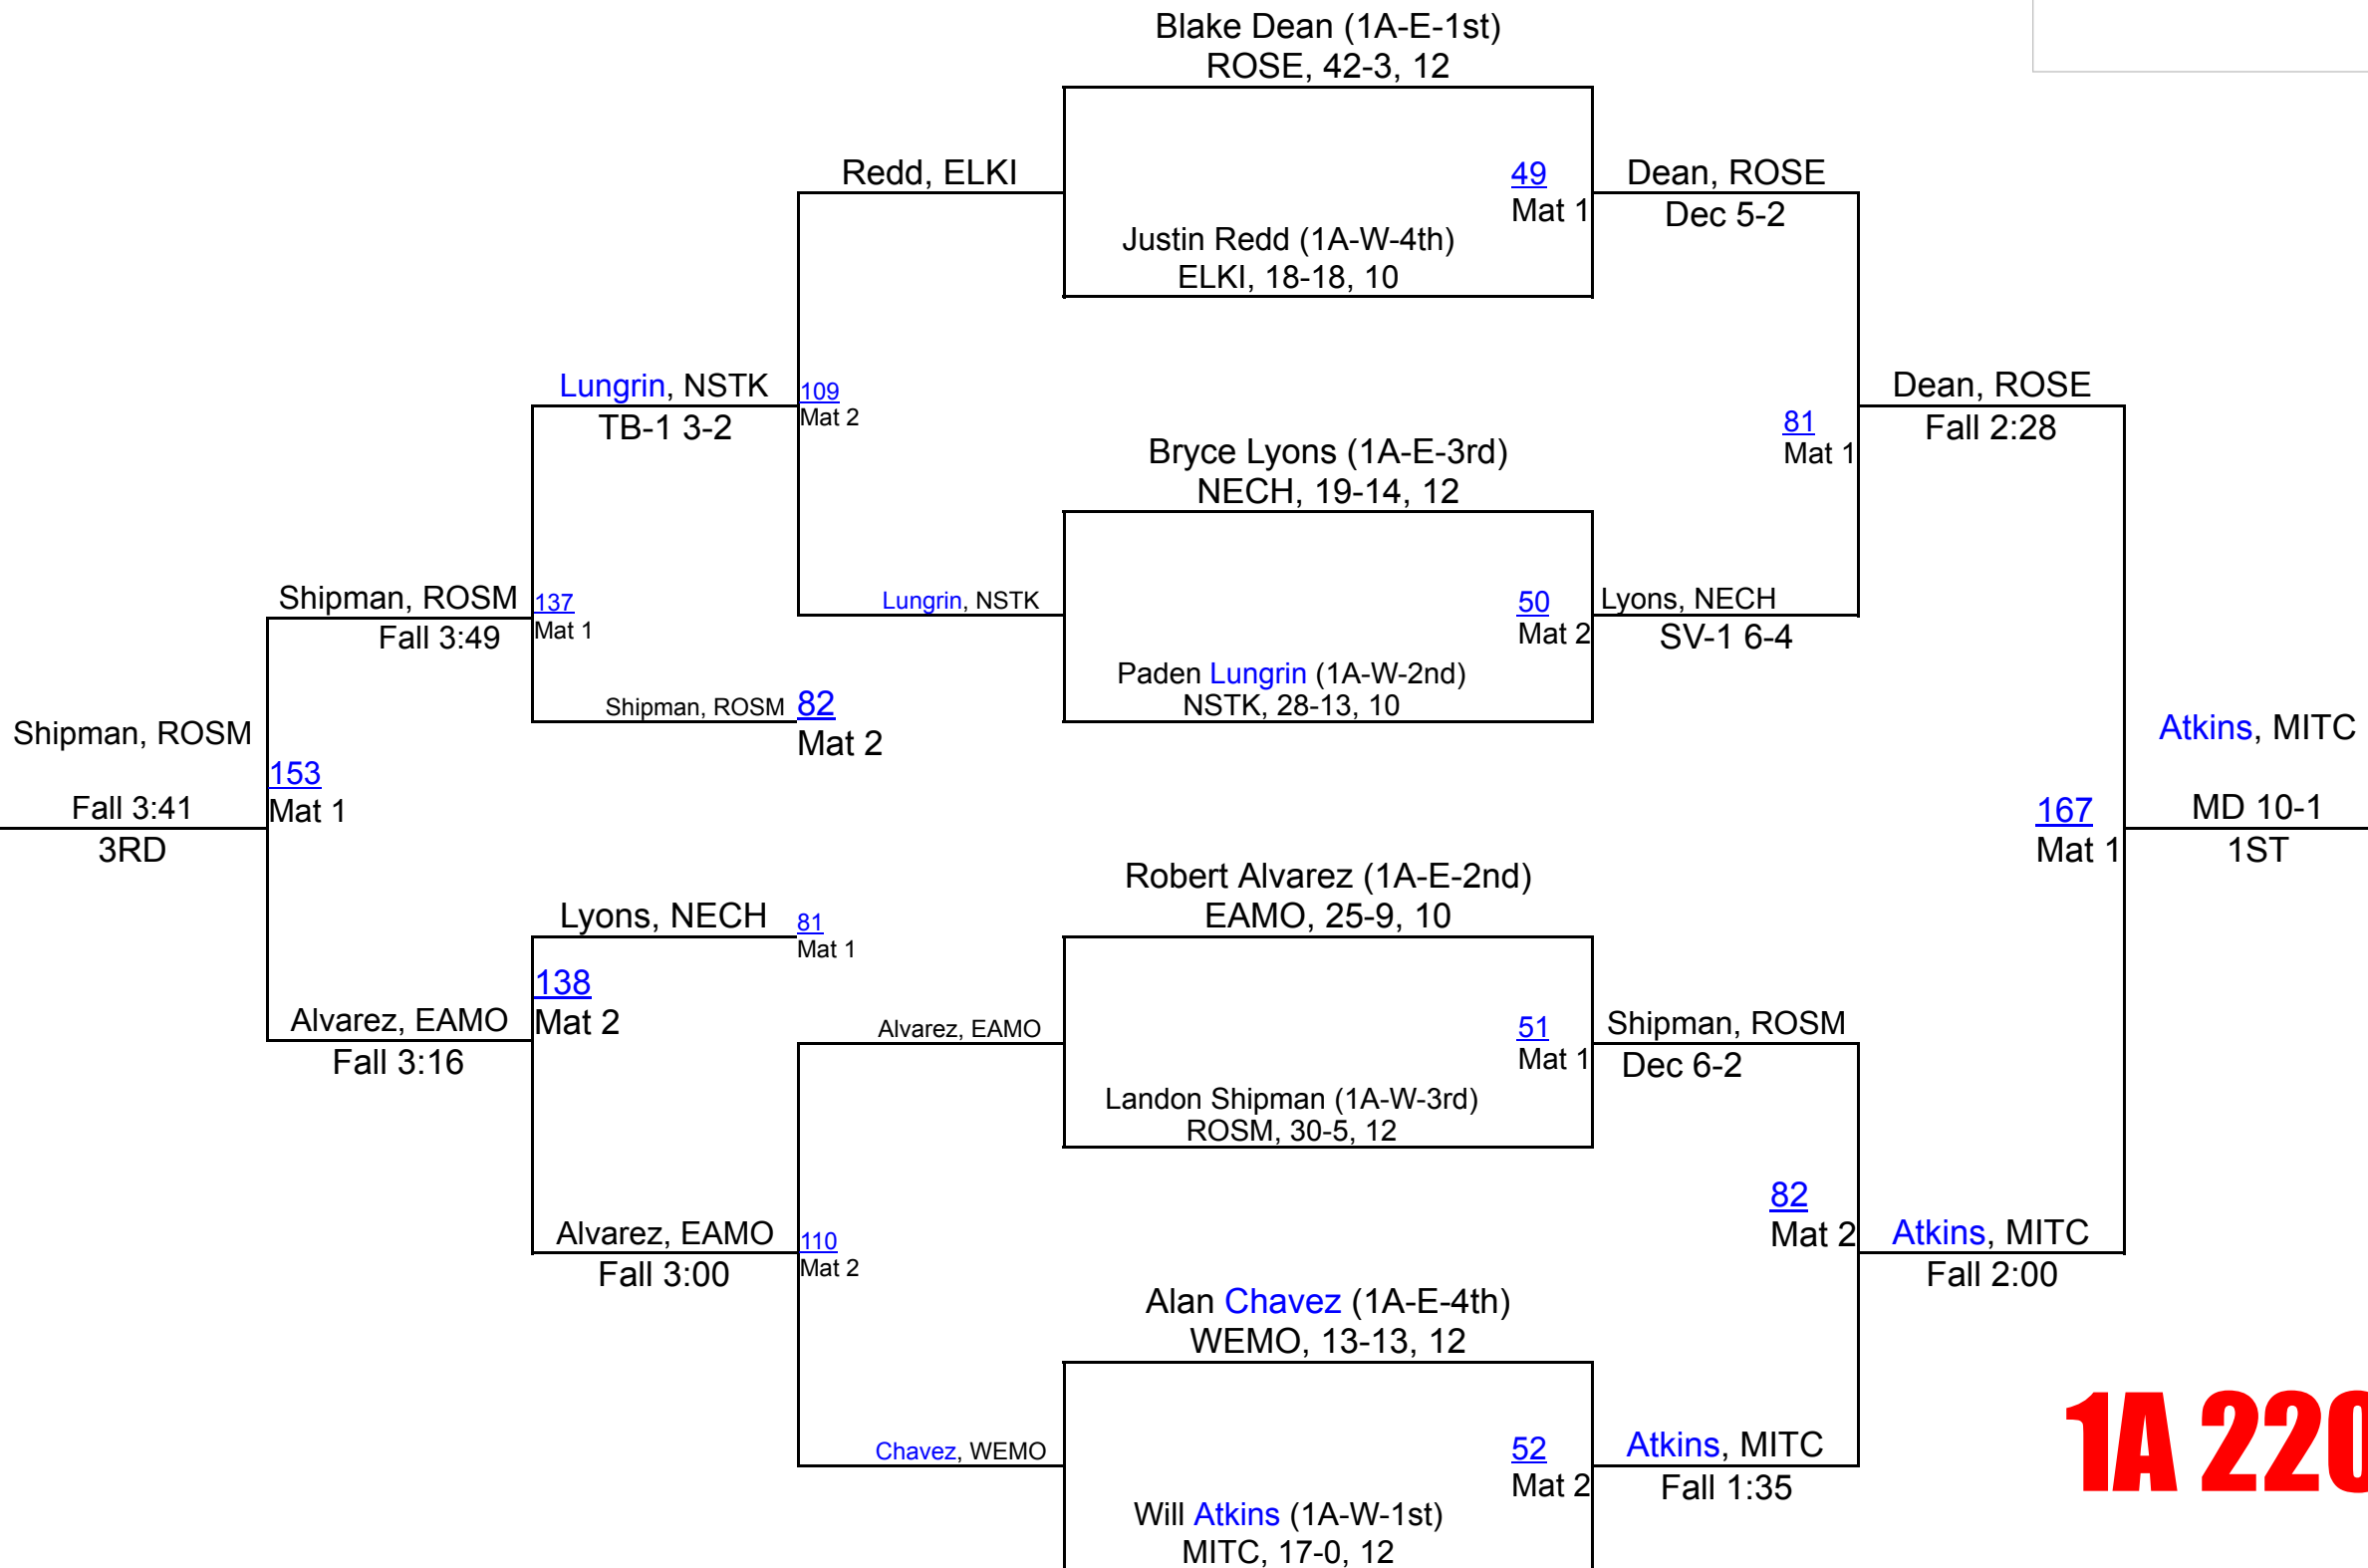 Blake Dean (1A-E-1st)
ROSE, 42-3, 12
Redd, ELKI
49
Mat 1
Dean, ROSE
Dec 5-2
Justin Redd (1A-W-4th)
ELKI, 18-18, 10
Lungrin, NSTK
TB-1 3-2
109
Mat 2
Dean, ROSE
Fall 2:28
81
Mat 1
Bryce Lyons (1A-E-3rd)
NECH, 19-14, 12
Shipman, ROSM
Fall 3:49
137
Mat 1
Lungrin, NSTK
50
Mat 2
Lyons, NECH
SV-1 6-4
Paden Lungrin (1A-W-2nd)
NSTK, 28-13, 10
Shipman, ROSM
82
Mat 2
Shipman, ROSM
Fall 3:41
3RD
153
Mat 1
Atkins, MITC
MD 10-1
1ST
167
Mat 1
Robert Alvarez (1A-E-2nd)
EAMO, 25-9, 10
Lyons, NECH
81
Mat 1
138
Mat 2
Alvarez, EAMO
Fall 3:16
Alvarez, EAMO
51
Mat 1
Shipman, ROSM
Dec 6-2
Landon Shipman (1A-W-3rd)
ROSM, 30-5, 12
82
Mat 2
Alvarez, EAMO
Fall 3:00
110
Mat 2
Atkins, MITC
Fall 2:00
Alan Chavez (1A-E-4th)
WEMO, 13-13, 12
Chavez, WEMO
52
Mat 2
Atkins, MITC
Fall 1:35
Will Atkins (1A-W-1st)
MITC, 17-0, 12
1A 220